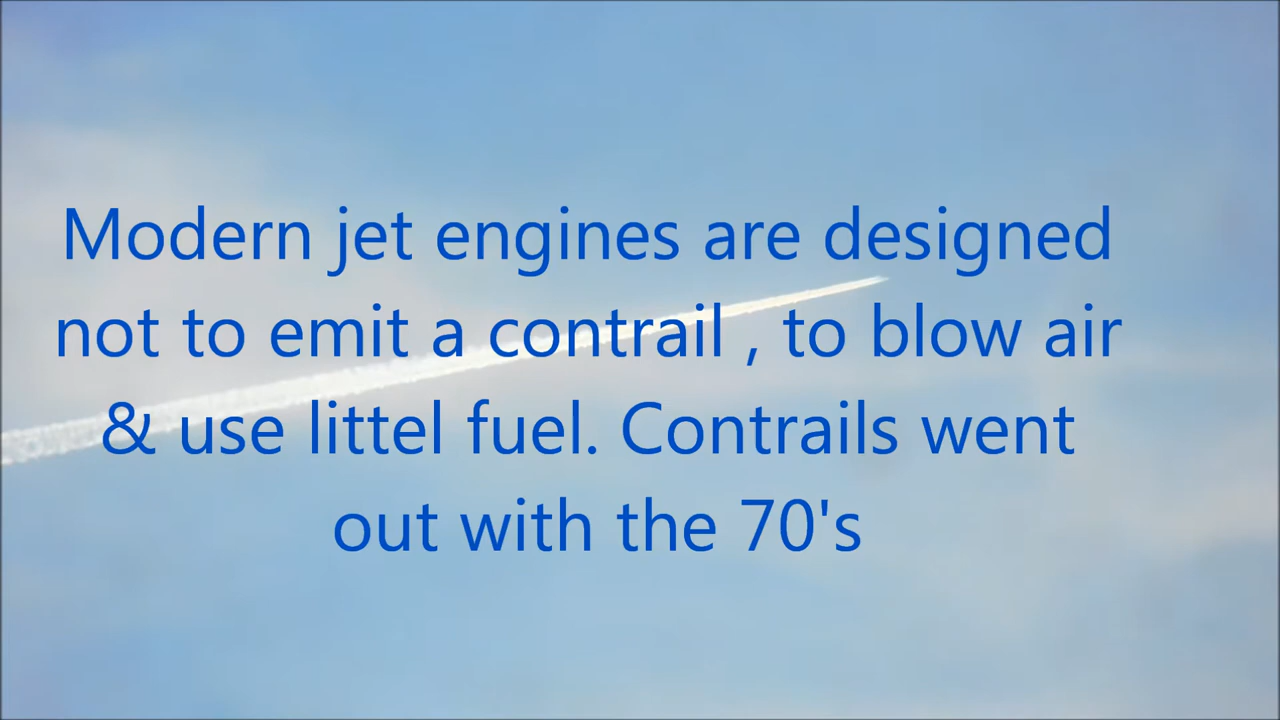 Modern jet engines are designed
not to emit a contrail , to blow air
& use littel fuel. Contrails went
out with the 70's